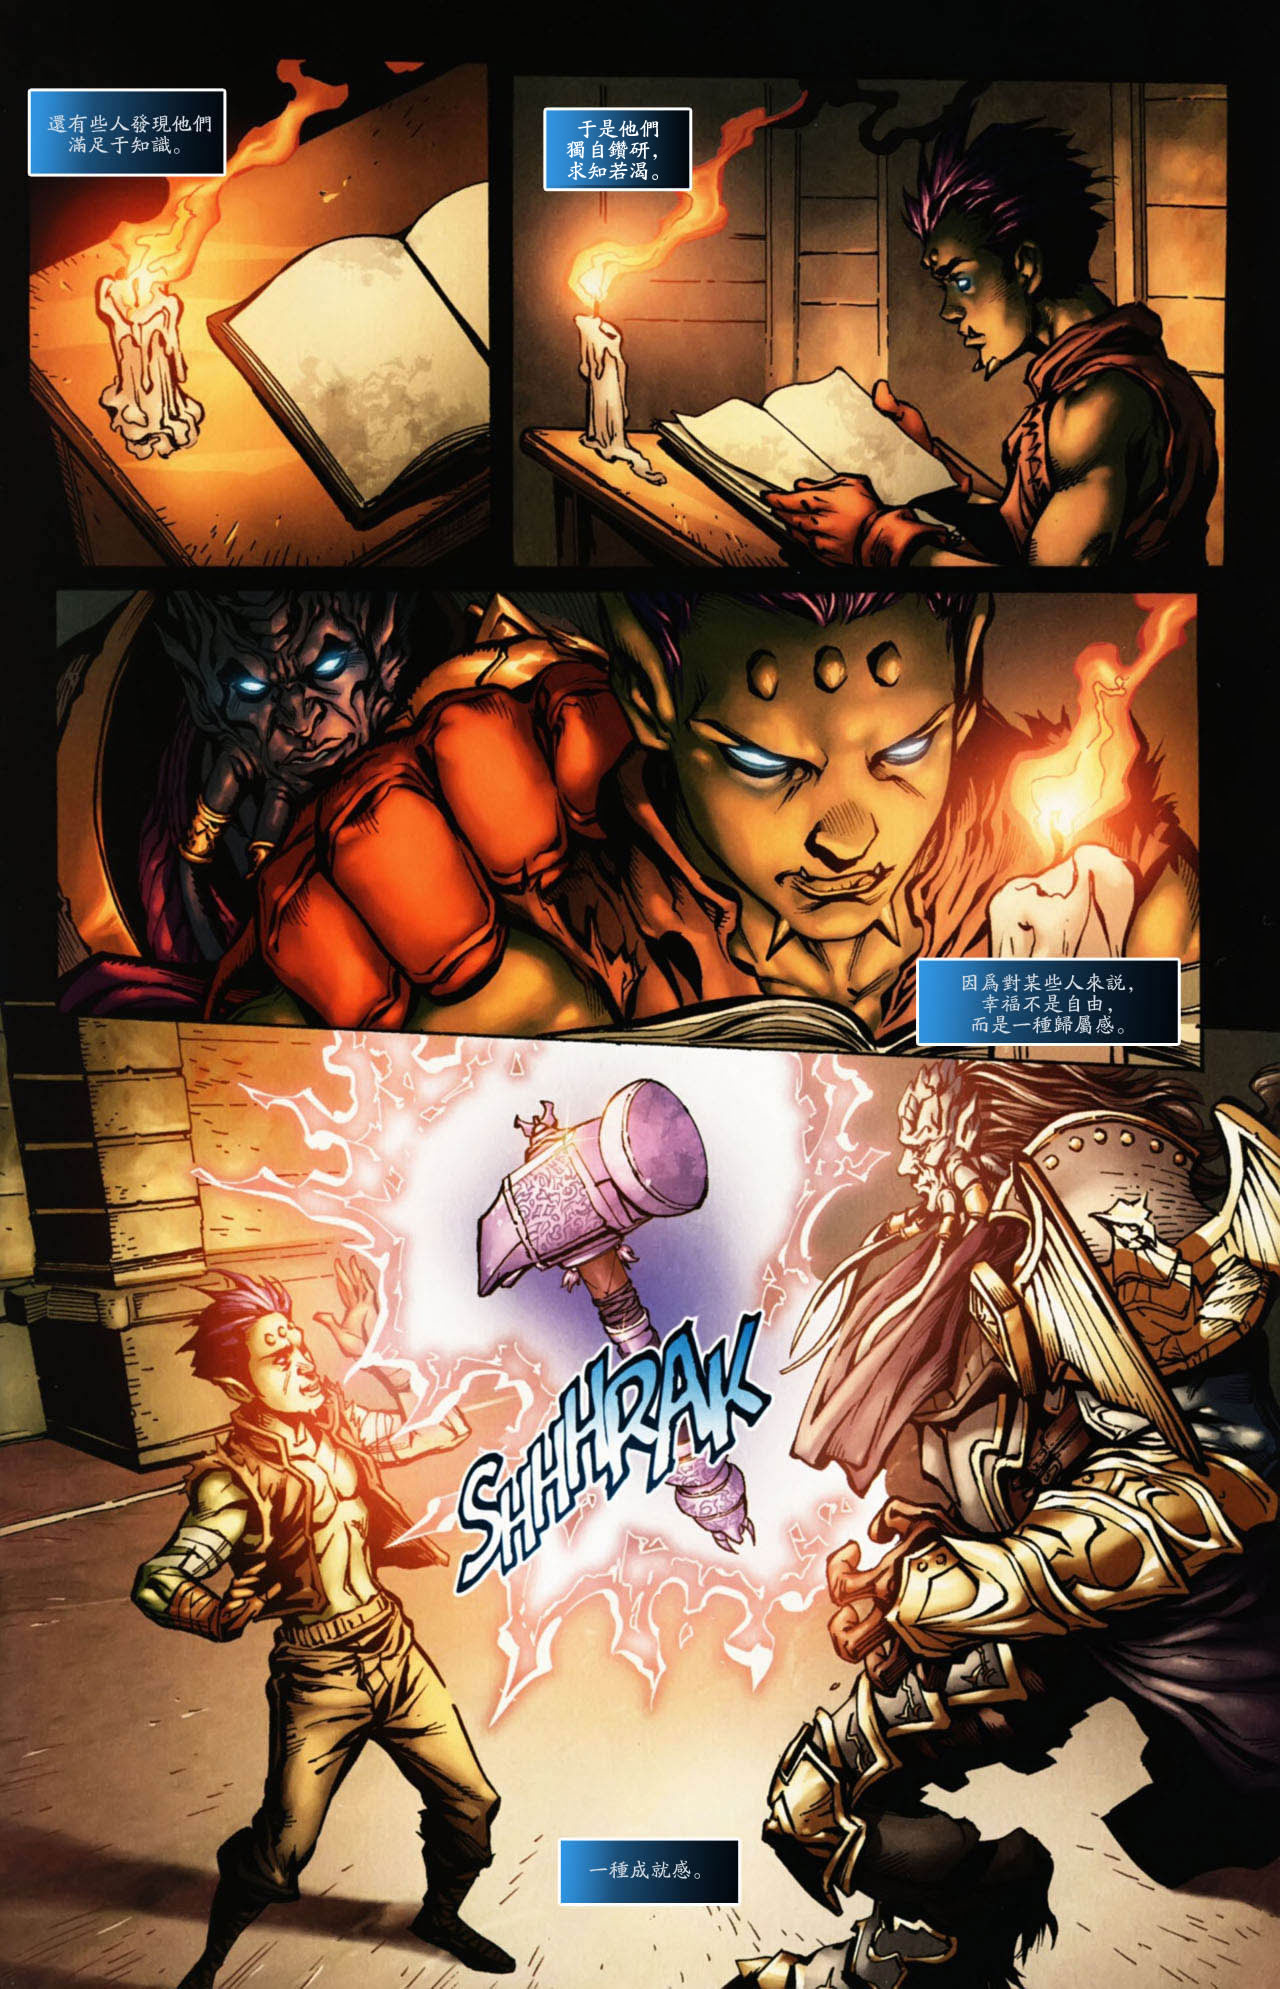 還有些人發現他們
滿足于知識。
于是他們
獨自鑽研，
求知若渴。
因爲對某些人來説，
幸福不是自由，
而是一種歸屬感。
SHHHRAK
一種成就感。